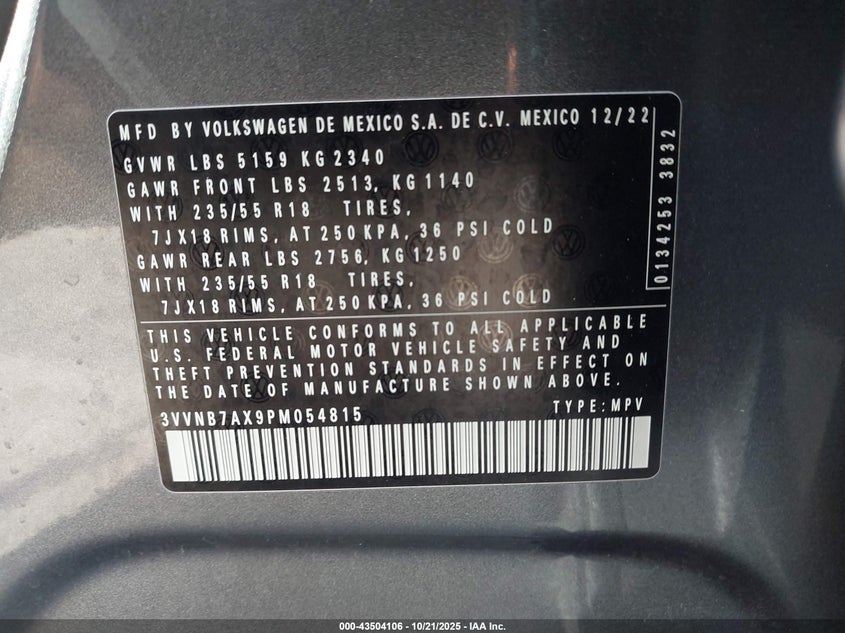 MFD BY VOLKSWAGEN DE MEXICO S.A. DE C.V. MEXICO 12/22
GVWR LBS 5159 KG 2340
GAWR FRONT LBS 2513, KG 1140
WITH 235/55 R18 TIRES,
7JX18 RIMS, AT 250 KPA, 36 PSI COLD
GAWR REAR LBS 2756, KG 1250
WITH 235/55 R18 TIRES,
7JX18 RIMS, AT 250 KPA, 36 PSI COLD
0134253 3832
THIS VEHICLE CONFORMS TO ALL APPLICABLE
U.S. FEDERAL MOTOR VEHICLE SAFETY AND
THEFT PREVENTION STANDARDS IN EFFECT ON
THE DATE OF MANUFACTURE SHOWN ABOVE.
3VVNB7AX9PM054815 TYPE: MPV
000-43504106 - 10/21/2025 - IAA Inc.